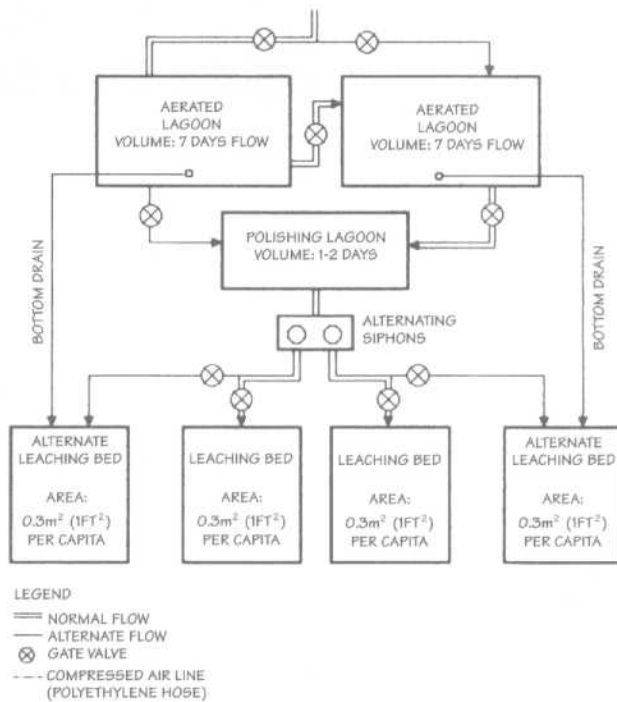 AERATED
LAGOON
VOLUME: 7 DAYS FLOW
AERATED
LAGOON
VOLUME: 7 DAYS FLOW
POLISHING LAGOON
VOLUME: 1-2 DAYS
BOTTOM DRAIN
BOTTOM DRAIN
ALTERNATING
SIPHONS
ALTERNATE
LEACHING BED
AREA:
0.3m² (1FT²)
PER CAPITA
LEACHING BED
AREA:
0.3m² (1FT²)
PER CAPITA
LEACHING BED
AREA:
0.3m² (1FT²)
PER CAPITA
ALTERNATE
LEACHING BED
AREA:
0.3m² (1FT²)
PER CAPITA
LEGEND
NORMAL FLOW
ALTERNATE FLOW
GATE VALVE
COMPRESSED AIR LINE
(POLYETHYLENE HOSE)